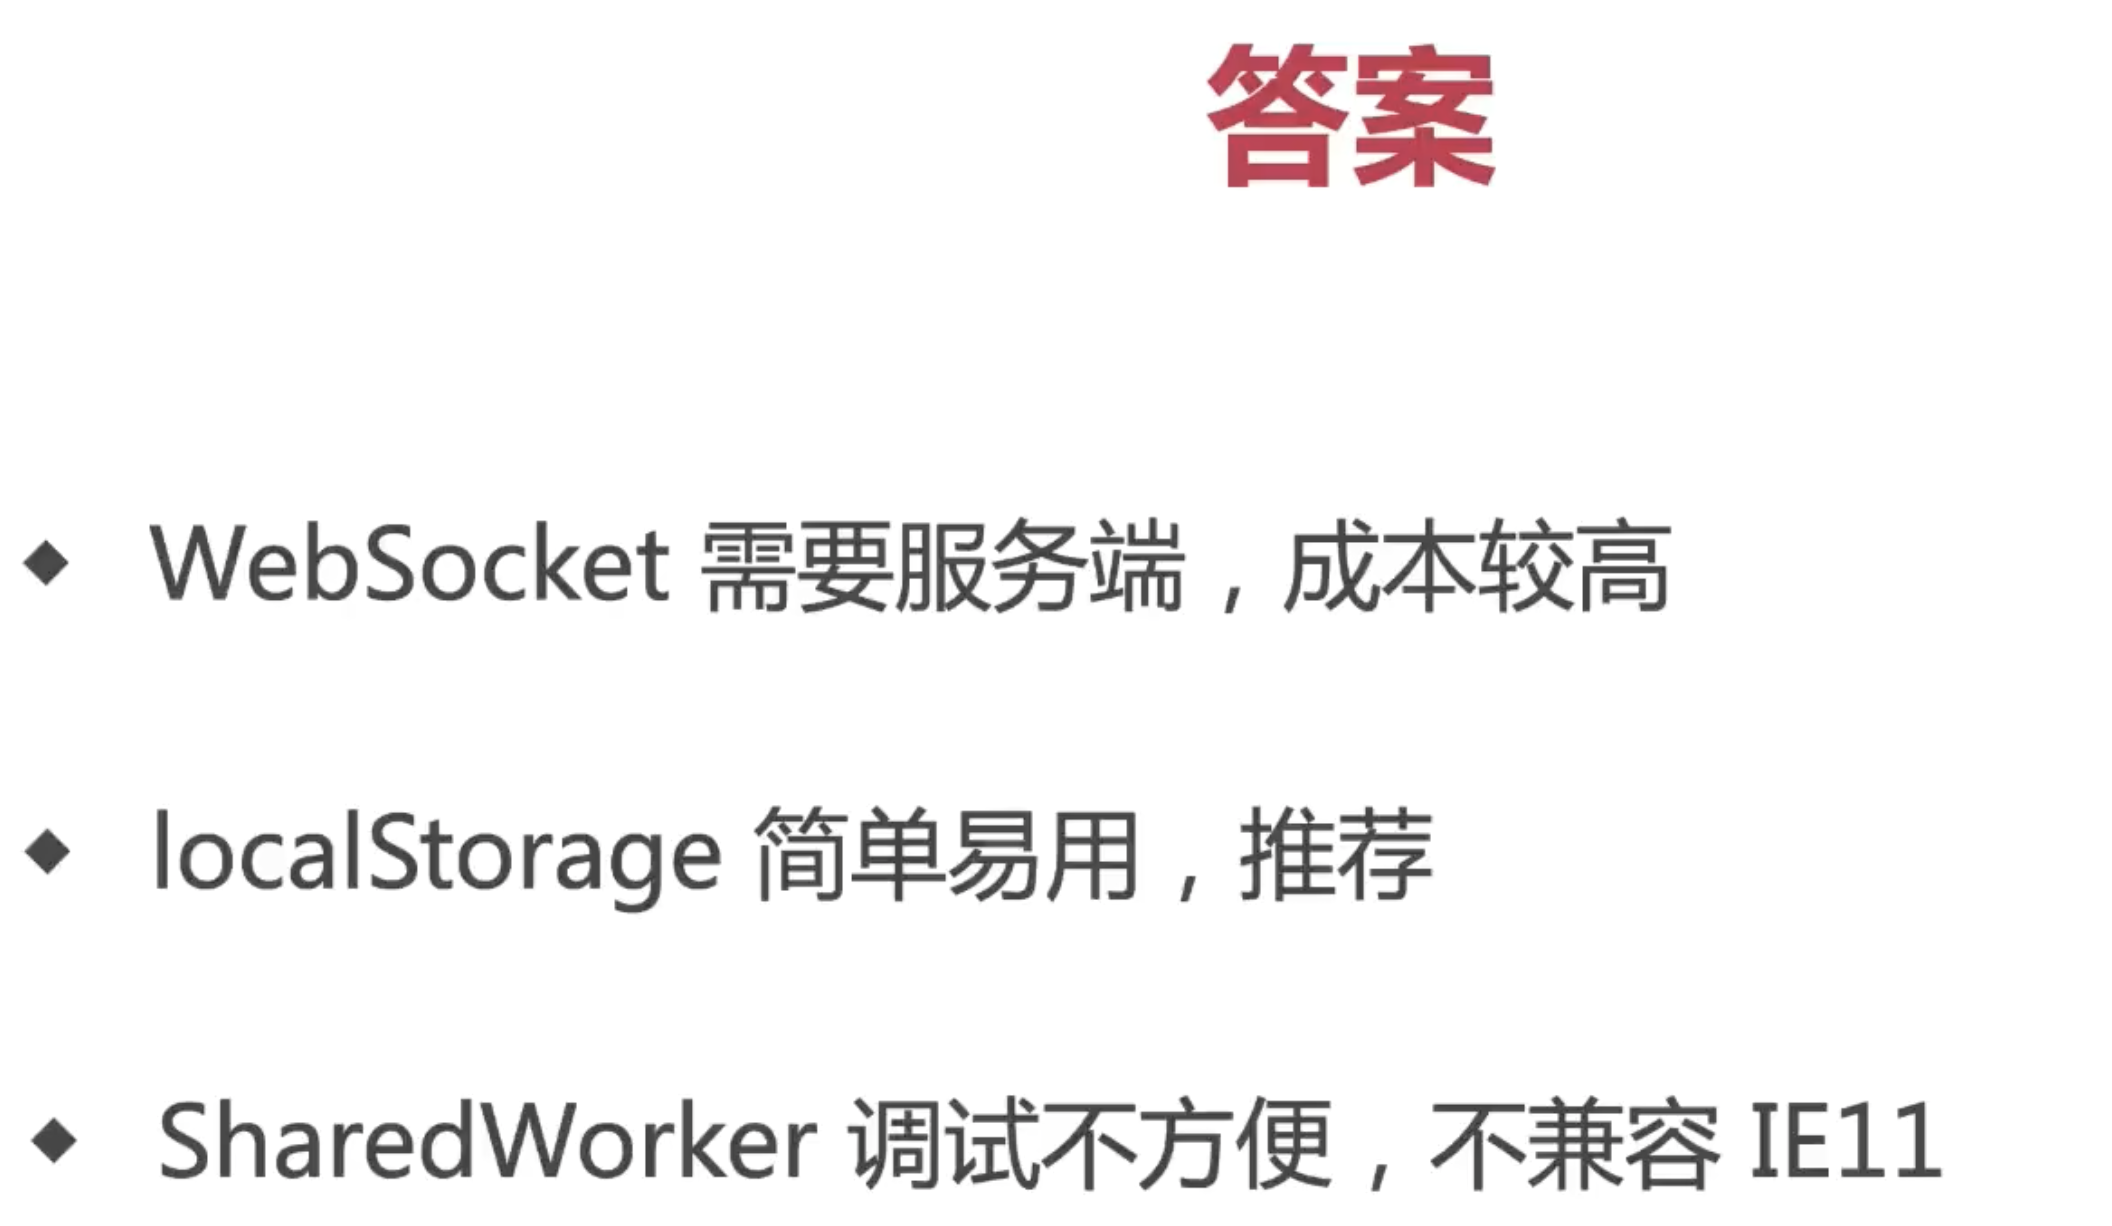 答案
◆ WebSocket 需要服务端，成本较高
◆ localStorage 简单易用，推荐
◆ SharedWorker 调试不方便，不兼容 IE11